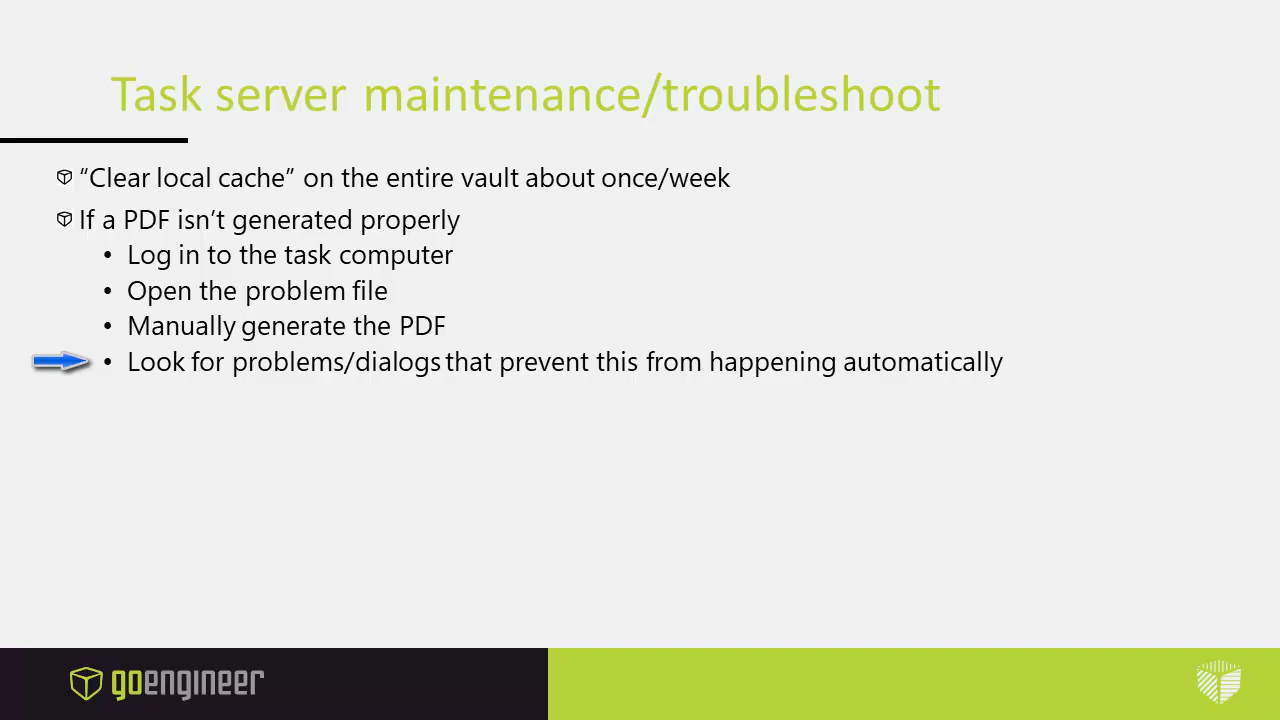 Task server maintenance/troubleshoot
“Clear local cache” on the entire vault about once/week
If a PDF isn’t generated properly
• Log in to the task computer
• Open the problem file
• Manually generate the PDF
• Look for problems/dialogs that prevent this from happening automatically
goengineer